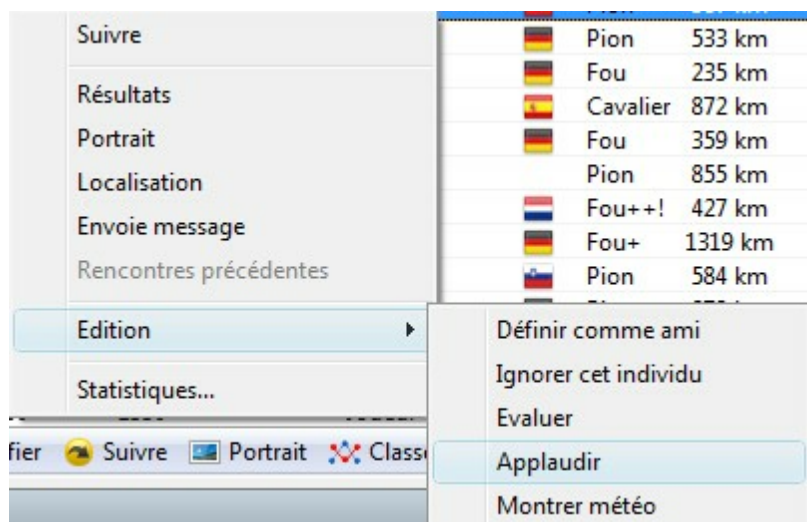 Suivre
Résultats
Portrait
Localisation
Envoie message
Rencontres précédentes
Edition
Statistiques...
Pion 533 km
Fou 235 km
Cavalier 872 km
Fou 359 km
Pion 855 km
Fou++! 427 km
Fou+ 1319 km
Pion 584 km
Définir comme ami
Ignorer cet individu
Evaluer
Applaudir
Montrer météo
fier Suivre Portrait Classe